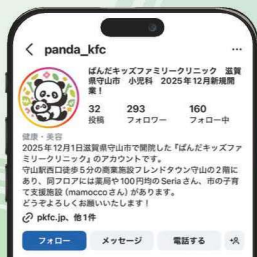 panda_kfc
ぱんだキッズファミリークリニック 滋賀
県守山市 小児科 2025年12月新規開
業!
32 293 160
投稿 フォロワー フォロー中
健康・美容
2025年12月1日滋賀県守山市で開院した『ぱんだキッズファ
ミリークリニック』のアカウントです。
守山駅西口徒歩5分の商業施設フレンドタウン守山の2階に
あり、同フロアには薬局や100円均のSeriaさん、市の子育
て支援施設 (mamoccoさん) があります。
どうぞよろしくお願いします!
pkfc.jp、他1件
フォロー メッセージ 電話する